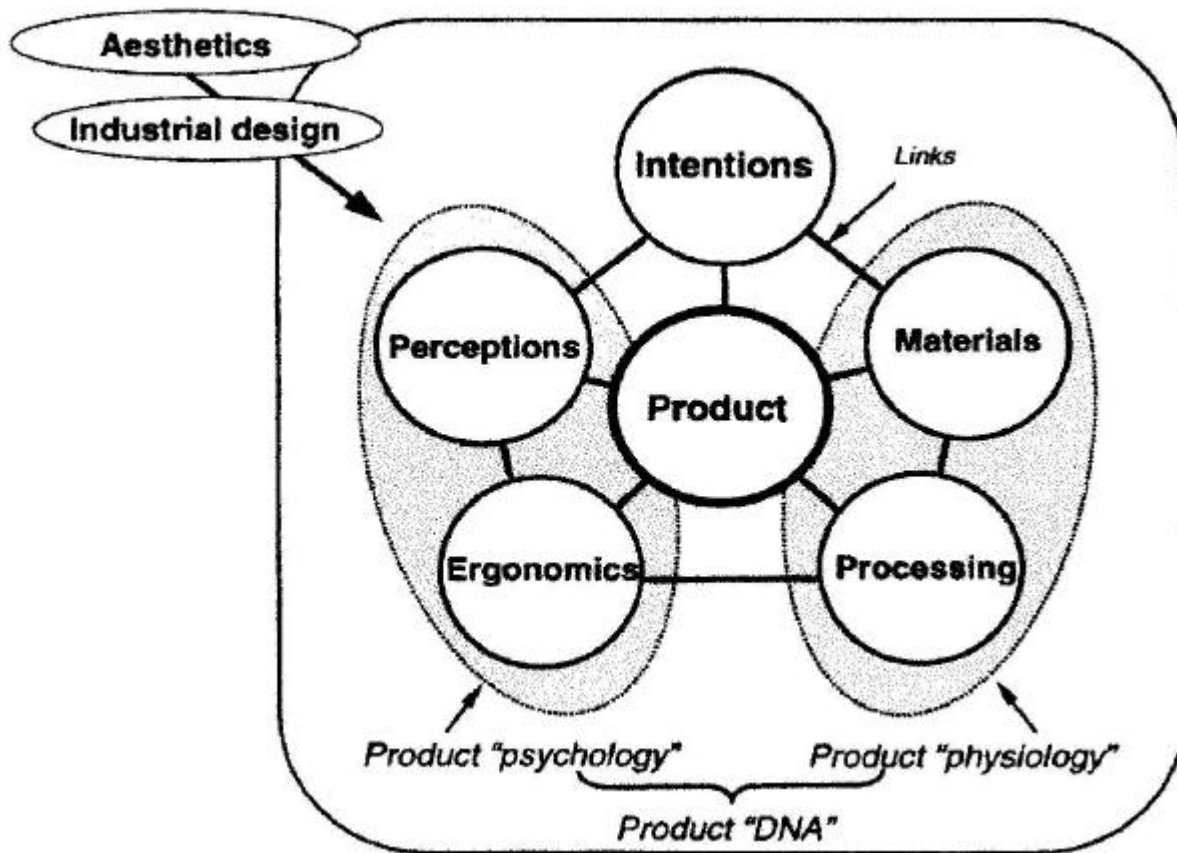 Aesthetics
Industrial design
Intentions
Links
Perceptions
Materials
Product
Ergonomics
Processing
Product “psychology”
Product “physiology”
Product “DNA”